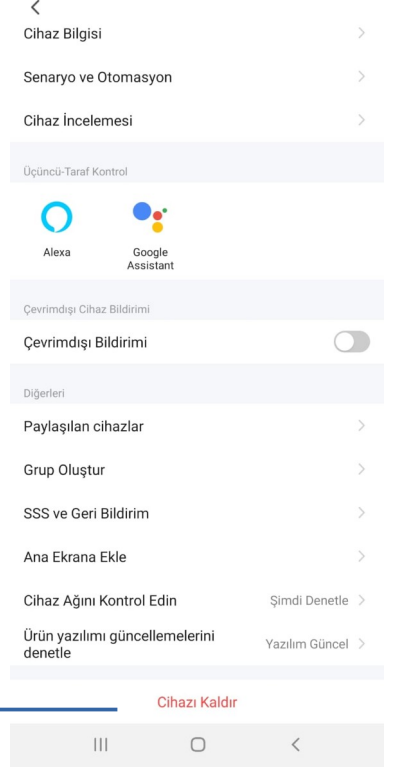 Cihaz Bilgisi
Senaryo ve Otomasyon
Cihaz İncelemesi
Üçüncü-Taraf Kontrol
Alexa
Google
Assistant
Çevrimdışı Cihaz Bildirimi
Çevrimdışı Bildirimi
Diğerleri
Paylaşılan cihazlar
Grup Oluştur
SSS ve Geri Bildirim
Ana Ekrana Ekle
Cihaz Ağını Kontrol Edin Şimdi Denetle
Ürün yazılımı güncellemelerini
denetle Yazılım Güncel
Cihazı Kaldır